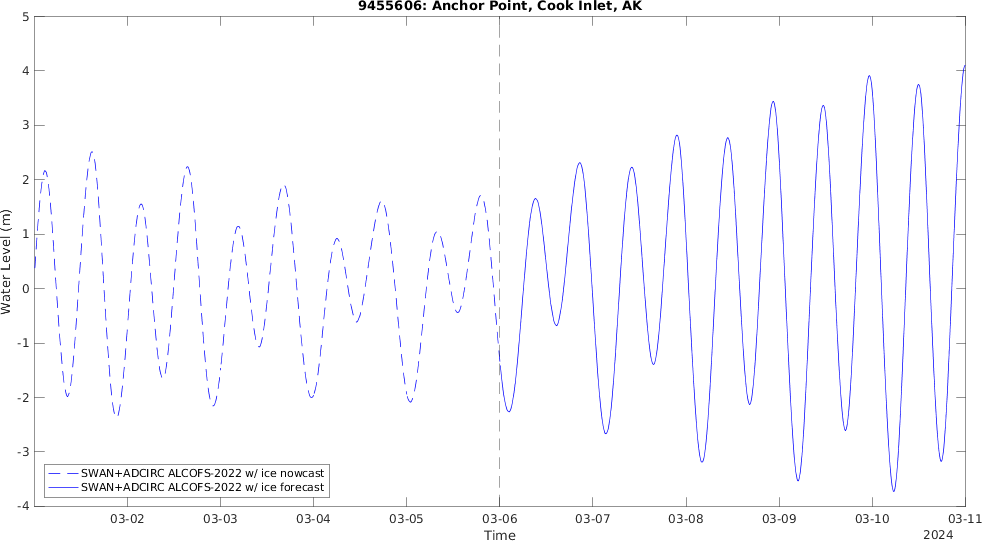 9455606: Anchor Point, Cook Inlet, AK
5
4
3
2
1
0
-1
-2
-3
-4
Water Level (m)
SWAN+ADCIRC ALCOFS-2022 w/ ice nowcast
SWAN+ADCIRC ALCOFS-2022 w/ ice forecast
03-02 03-03 03-04 03-05 03-06 03-07 03-08 03-09 03-10 03-11
Time
2024